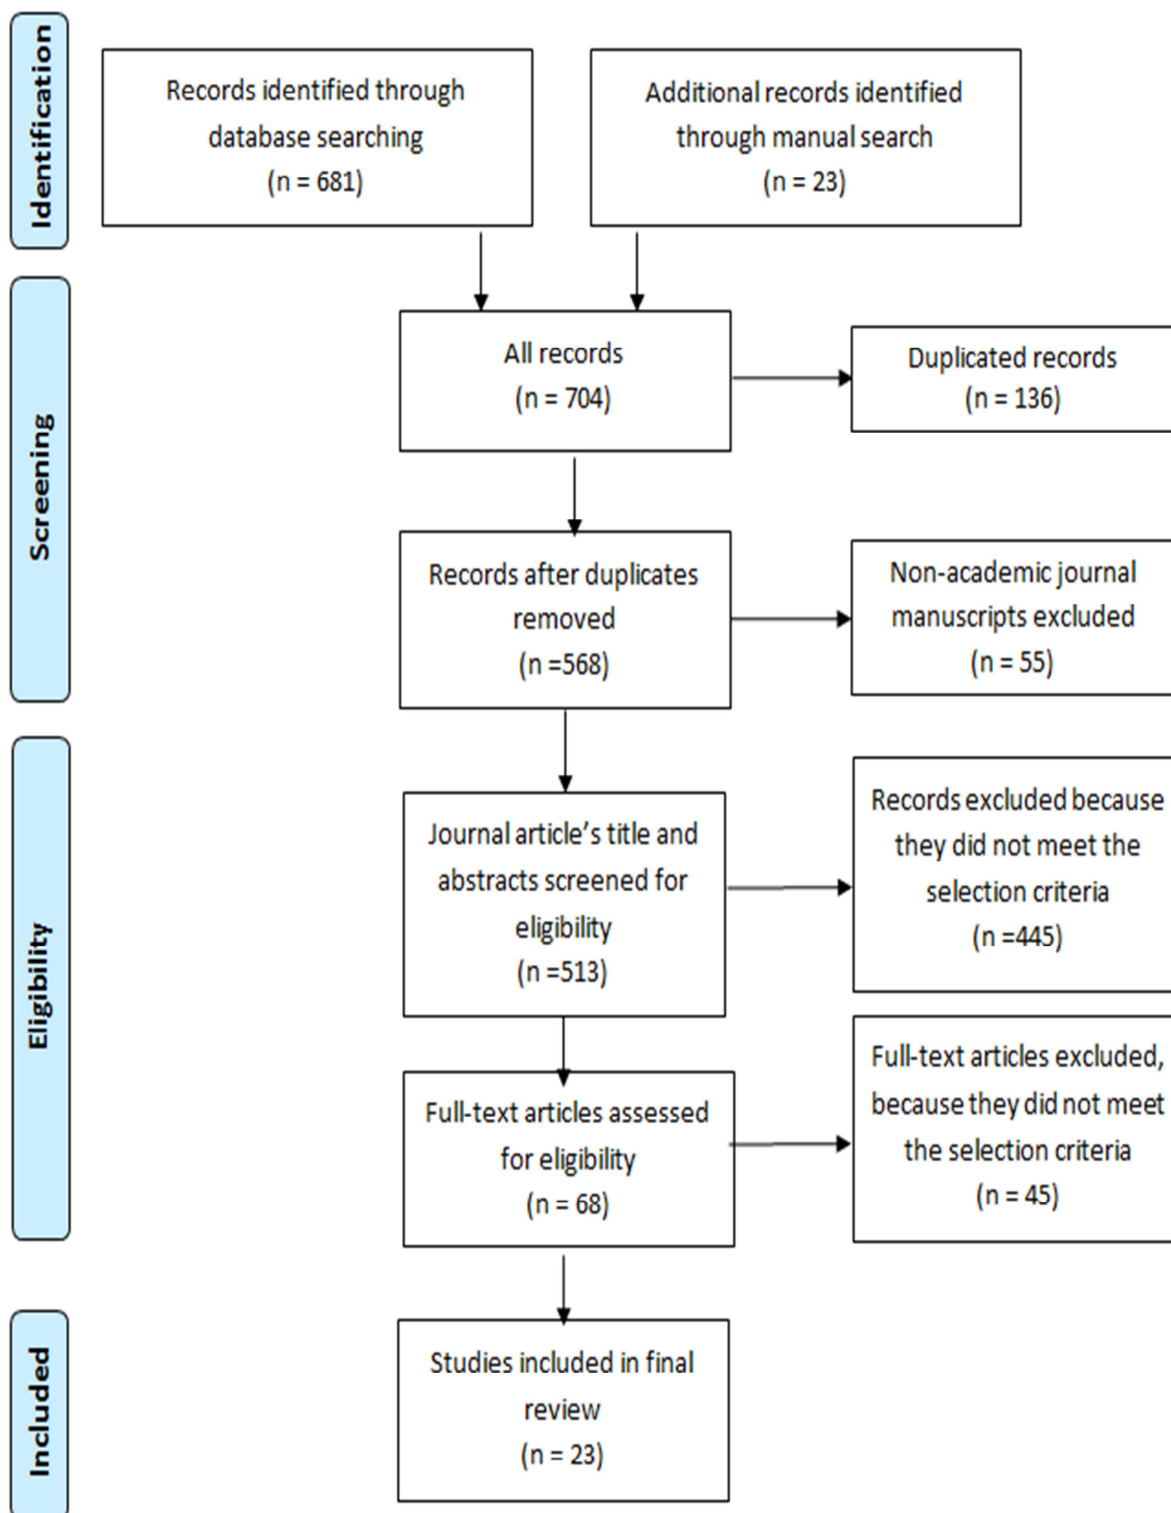 Identification
Records identified through
database searching
(n = 681)
Additional records identified
through manual search
(n = 23)
Screening
All records
(n = 704)
Duplicated records
(n = 136)
Records after duplicates
removed
(n =568)
Non-academic journal
manuscripts excluded
(n = 55)
Eligibility
Journal article’s title and
abstracts screened for
eligibility
(n =513)
Records excluded because
they did not meet the
selection criteria
(n =445)
Full-text articles assessed
for eligibility
(n = 68)
Full-text articles excluded,
because they did not meet
the selection criteria
(n = 45)
Included
Studies included in final
review
(n = 23)